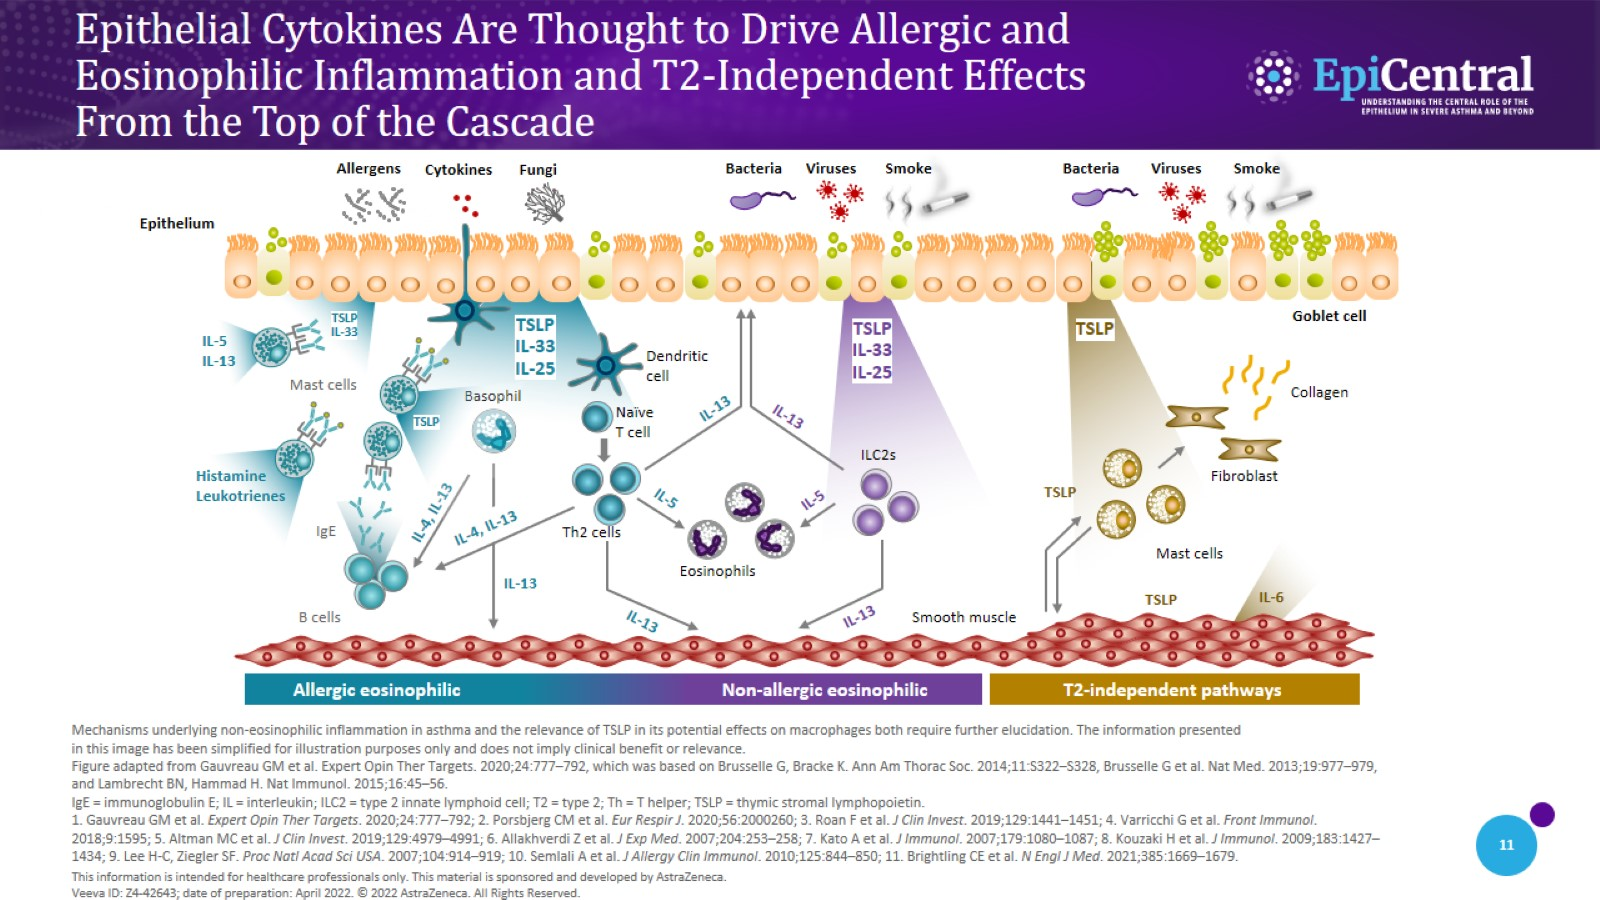 Epithelial Cytokines Are Thought to Drive Allergic and
Eosinophilic Inflammation and T2-Independent Effects
From the Top of the Cascade
EpiCentral
UNDERSTANDING THE CENTRAL ROLE OF THE
EPITHELIUM IN SEVERE ASTHMA AND BEYOND
Allergens
Cytokines
Fungi
Bacteria
Viruses
Smoke
Bacteria
Viruses
Smoke
Epithelium
Goblet cell
TSLP
IL-33
IL-5
IL-13
Mast cells
TSLP
IL-33
IL-25
Dendritic
cell
Basophil
TSLP
Naïve
T cell
IL-13
IL-13
TSLP
IL-33
IL-25
TSLP
Collagen
Histamine
Leukotrienes
IgE
IL-4, IL-13
IL-4, IL-13
Th2 cells
IL-5
IL-5
ILC2s
Eosinophils
TSLP
Fibroblast
Mast cells
B cells
IL-13
IL-13
IL-13
Smooth muscle
TSLP
IL-6
Allergic eosinophilic
Non-allergic eosinophilic
T2-independent pathways
Mechanisms underlying non-eosinophilic inflammation in asthma and the relevance of TSLP in its potential effects on macrophages both require further elucidation. The information presented
in this image has been simplified for illustration purposes only and does not imply clinical benefit or relevance.
Figure adapted from Gauvreau GM et al. Expert Opin Ther Targets. 2020;24:777–792, which was based on Brusselle G, Bracke K. Ann Am Thorac Soc. 2014;11:S322–S328, Brusselle G et al. Nat Med. 2013;19:977–979,
and Lambrecht BN, Hammad H. Nat Immunol. 2015;16:45–56.
IgE = immunoglobulin E; IL = interleukin; ILC2 = type 2 innate lymphoid cell; T2 = type 2; Th = T helper; TSLP = thymic stromal lymphopoietin.
1. Gauvreau GM et al. Expert Opin Ther Targets. 2020;24:777–792; 2. Porsbjerg CM et al. Eur Respir J. 2020;56:2000260; 3. Roan F et al. J Clin Invest. 2019;129:1441–1451; 4. Varricchi G et al. Front Immunol.
2018;9:1595; 5. Altman MC et al. J Clin Invest. 2019;129:4979–4991; 6. Allakhverdi Z et al. J Exp Med. 2007;204:253–258; 7. Kato A et al. J Immunol. 2007;179:1080–1087; 8. Kouzaki H et al. J Immunol. 2009;183:1427–
1434; 9. Lee H-C, Ziegler SF. Proc Natl Acad Sci USA. 2007;104:914–919; 10. Semlali A et al. J Allergy Clin Immunol. 2010;125:844–850; 11. Brightling CE et al. N Engl J Med. 2021;385:1669–1679.
This information is intended for healthcare professionals only. This material is sponsored and developed by AstraZeneca.
Veeva ID: Z4-42643; date of preparation: April 2022. © 2022 AstraZeneca. All Rights Reserved.
11